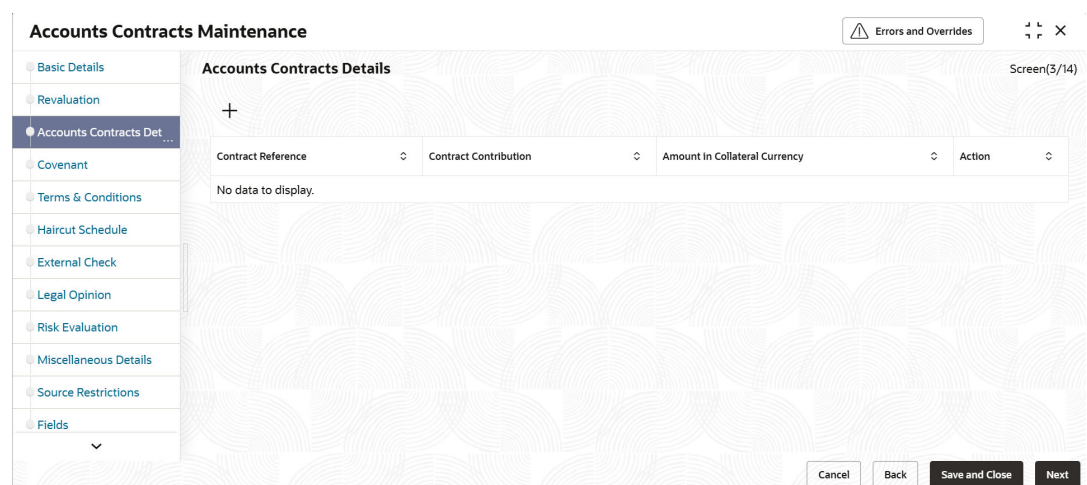 Accounts Contracts Maintenance
Errors and Overrides
Basic Details
Revaluation
Accounts Contracts Det...
Covenant
Terms & Conditions
Haircut Schedule
External Check
Legal Opinion
Risk Evaluation
Miscellaneous Details
Source Restrictions
Fields
Accounts Contracts Details
Screen(3/14)
Contract Reference Contract Contribution Amount in Collateral Currency Action
No data to display.
Cancel Back Save and Close Next